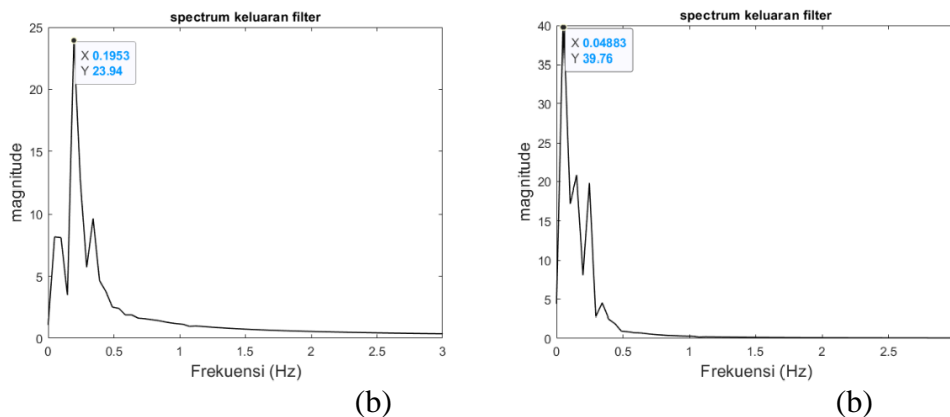 spectrum keluaran filter
25
20
15
10
5
0
X 0.1953
Y 23.94
magnitude
0 0.5 1 1.5 2 2.5 3
Frekuensi (Hz)
(b)
spectrum keluaran filter
40
35
30
25
20
15
10
5
0
X 0.04883
Y 39.76
magnitude
0 0.5 1 1.5 2 2.5
Frekuensi (Hz)
(b)